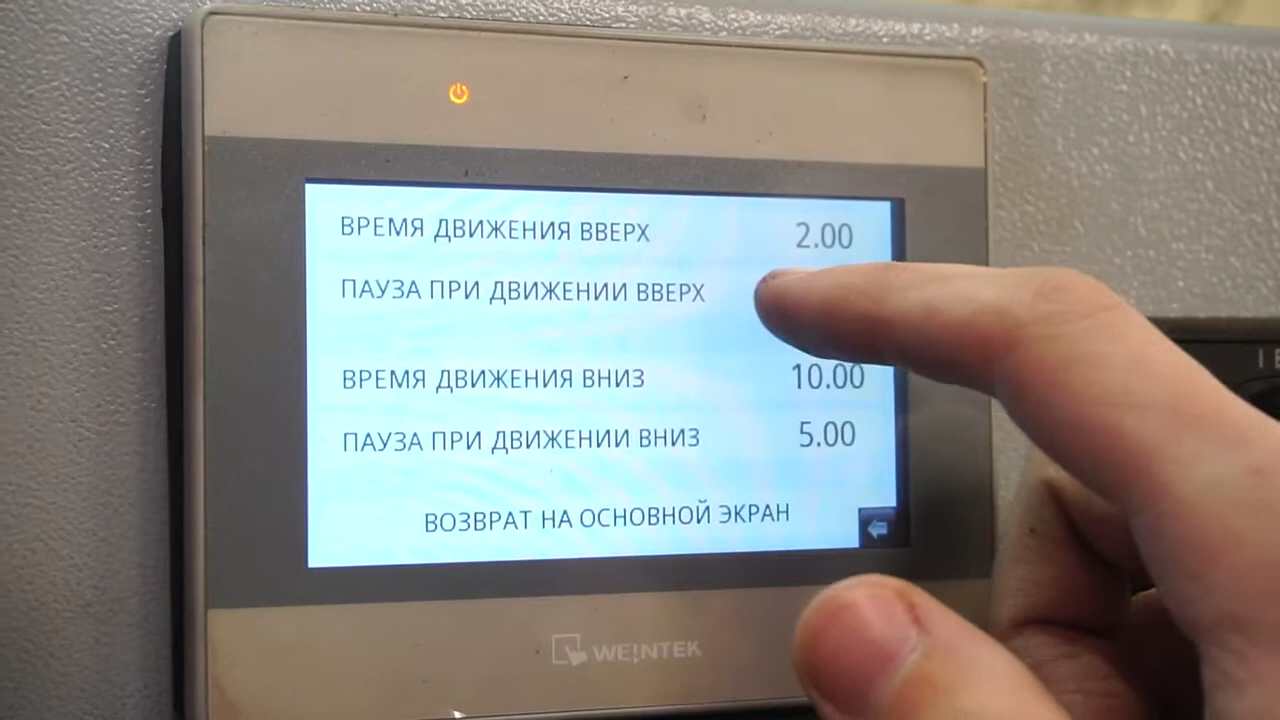 ВРЕМЯ ДВИЖЕНИЯ ВВЕРХ 2.00
ПАУЗА ПРИ ДВИЖЕНИИ ВВЕРХ
ВРЕМЯ ДВИЖЕНИЯ ВНИЗ 10.00
ПАУЗА ПРИ ДВИЖЕНИИ ВНИЗ 5.00
ВОЗВРАТ НА ОСНОВНОЙ ЭКРАН
WEINTEK